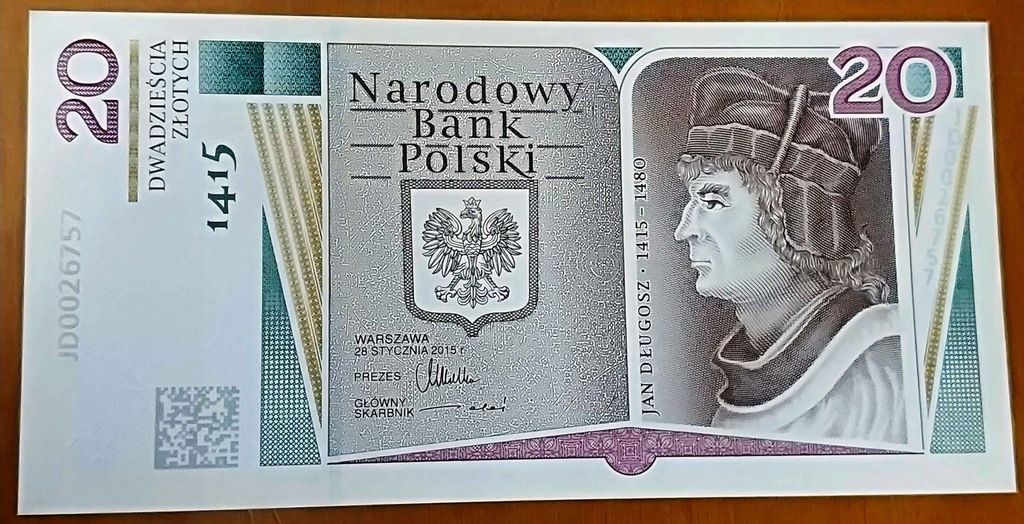 20
DWADZIEŚCIA
ZŁOTYCH
1415
JD0026757
Narodowy
Bank
Polski
WARSZAWA
28 STYCZNIA 2015 r
PREZES
GŁÓWNY
SKARBNIK
JAN DŁUGOSZ · 1415 – 1480
20
JD0026757